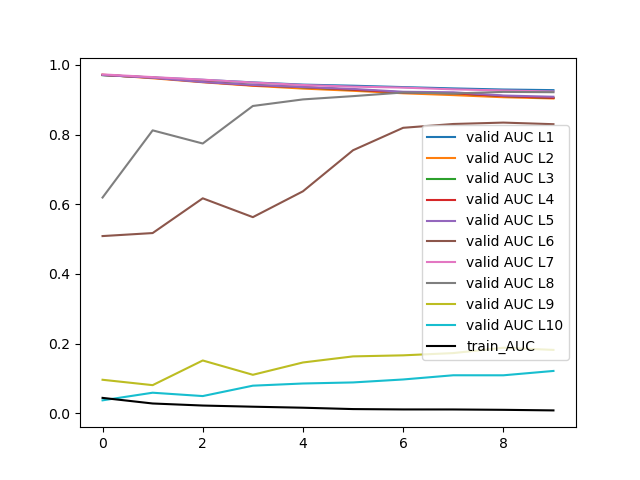 1.0
0.8
0.6
0.4
0.2
0.0
0 2 4 6 8
valid AUC L1
valid AUC L2
valid AUC L3
valid AUC L4
valid AUC L5
valid AUC L6
valid AUC L7
valid AUC L8
valid AUC L9
valid AUC L10
train_AUC